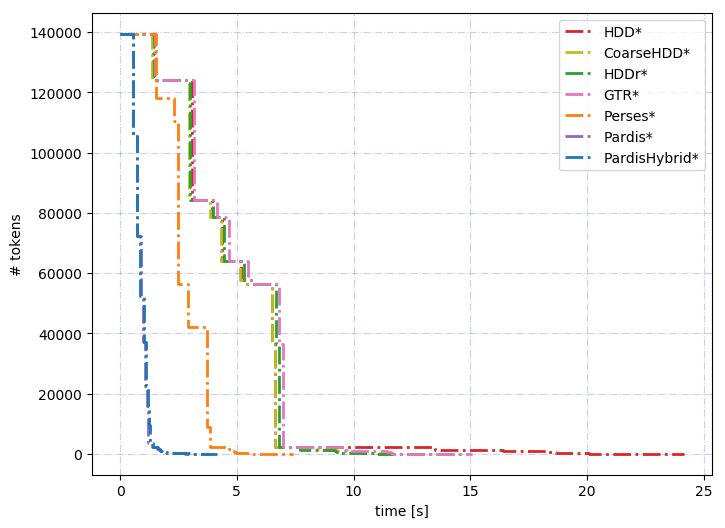 140000
120000
100000
80000
60000
40000
20000
0
# tokens
HDD*
CoarseHDD*
HDDr*
GTR*
Perses*
Pardis*
PardisHybrid*
0 5 10 15 20 25
time [s]